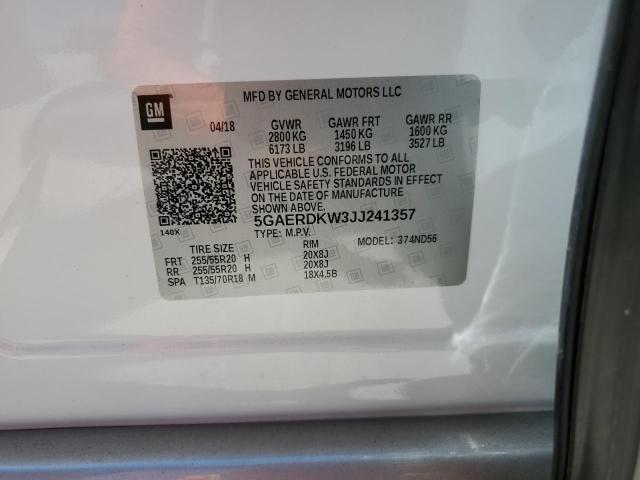 GM
MFD BY GENERAL MOTORS LLC
04/18 GVWR GAWR FRT GAWR RR
2800 KG 1450 KG 1600 KG
6173 LB 3196 LB 3527 LB
THIS VEHICLE CONFORMS TO ALL
APPLICABLE U.S. FEDERAL MOTOR
VEHICLE SAFETY STANDARDS IN EFFECT
ON THE DATE OF MANUFACTURE
SHOWN ABOVE.
5GAERDKW3JJ241357
140X
TYPE: M.P.V. MODEL: 374ND56
TIRE SIZE RIM
FRT 255/55R20 H 20X8J
RR 255/55R20 H 20X8J
SPA T135/70R18 M 18X4.5B